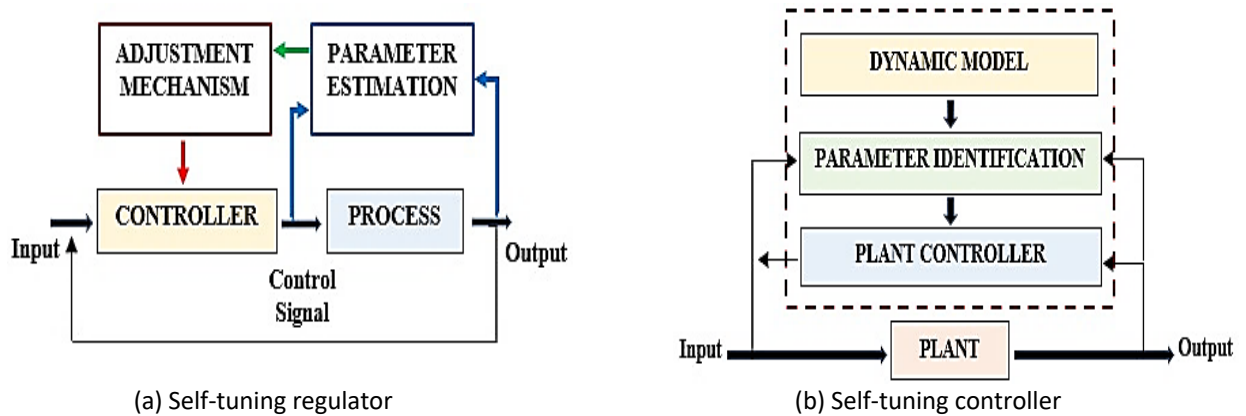 ADJUSTMENT
MECHANISM
PARAMETER
ESTIMATION
CONTROLLER
PROCESS
Input
Output
Control
Signal
(a) Self-tuning regulator
DYNAMIC MODEL
PARAMETER IDENTIFICATION
PLANT CONTROLLER
Input
PLANT
Output
(b) Self-tuning controller